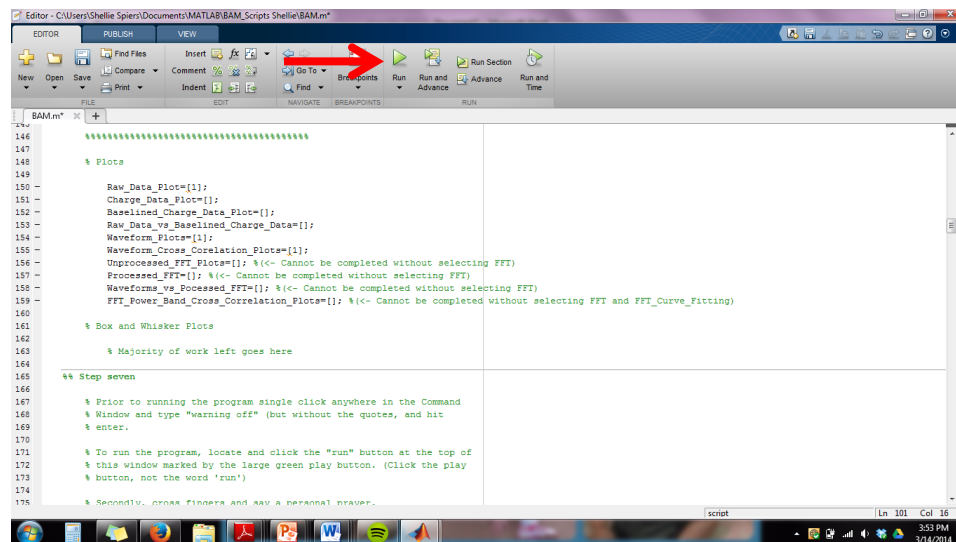 Editor - C:\Users\Shellie Spiers\Documents\MATLAB\BAM_Scripts Shellie\BAM.m*
EDITOR PUBLISH VIEW
New Open Save
Find Files
Compare
Print
Insert fx
Comment
Indent
Go To
Find
Breakpoints
Run
Run and Advance
Run Section
Advance
Run and Time
FILE EDIT NAVIGATE BREAKPOINTS RUN
BAM.m*
145
146 %%%%%%%%%%%%%%%%%%%%%%%%%%%%%%%%%%%%%%%%
147
148 % Plots
149
150 - Raw_Data_Plot=[1];
151 - Charge_Data_Plot=[];
152 - Baselined_Charge_Data_Plot=[];
153 - Raw_Data_vs_Baselined_Charge_Data=[];
154 - Waveform_Plots=[1];
155 - Waveform_Cross_Corelation_Plots=[1];
156 - Unprocessed_FFT_Plots=[]; %(<- Cannot be completed without selecting FFT)
157 - Processed_FFT=[]; %(<- Cannot be completed without selecting FFT)
158 - Waveforms_vs_Pocessed_FFT=[]; %(<- Cannot be completed without selecting FFT)
159 - FFT_Power_Band_Cross_Correlation_Plots=[]; %(<- Cannot be completed without selecting FFT and FFT_Curve_Fitting)
160
161 % Box and Whisker Plots
162
163 % Majority of work left goes here
164
165 %% Step seven
166
167 % Prior to running the program single click anywhere in the Command
168 % Window and type "warning off" (but without the quotes, and hit
169 % enter.
170
171 % To run the program, locate and click the "run" button at the top of
172 % this window marked by the large green play button. (Click the play
173 % button, not the word 'run')
174
175 % Secondly, cross fingers and say a personal prayer.
script Ln 101 Col 16
3:53 PM
3/14/2014